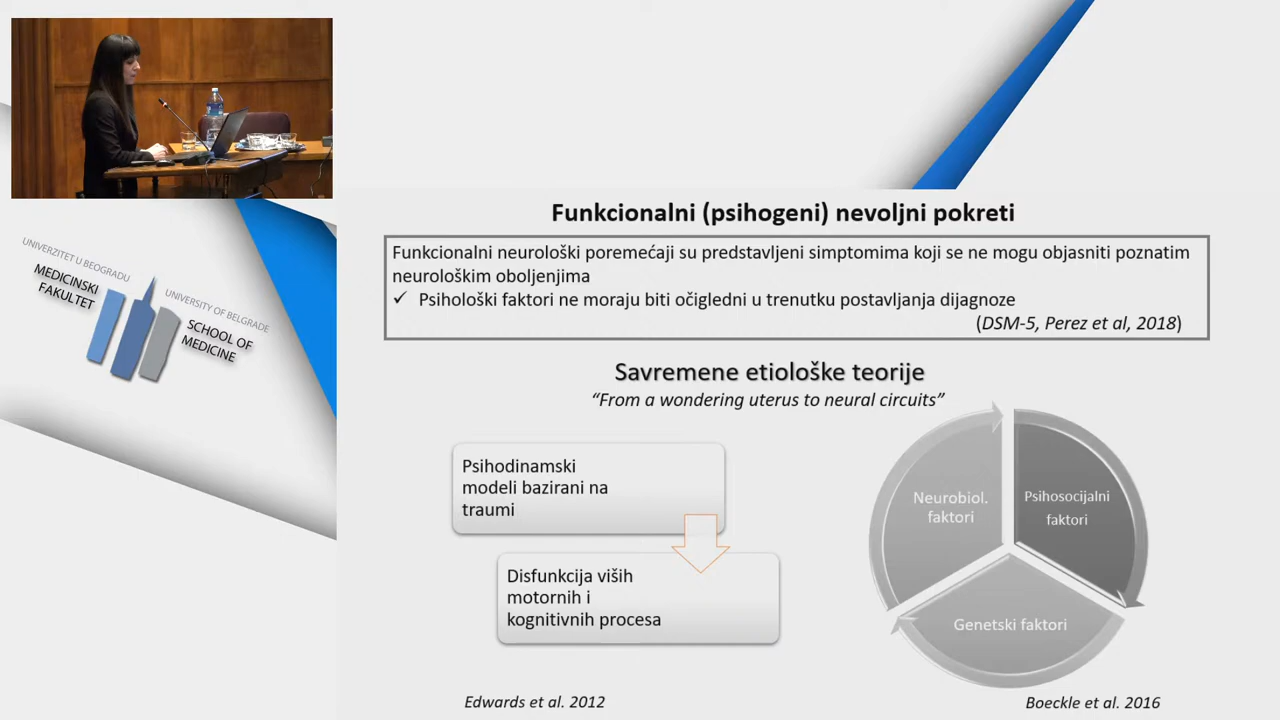 UNIVERZITET U BEOGRADU
MEDICINSKI
FAKULTET
UNIVERSITY OF BELGRADE
SCHOOL OF
MEDICINE
Funkcionalni (psihogeni) nevoljni pokreti
Funkcionalni neurološki poremećaji su predstavljeni simptomima koji se ne mogu objasniti poznatim
neurološkim oboljenjima
✓ Psihološki faktori ne moraju biti očigledni u trenutku postavljanja dijagnoze
(DSM-5, Perez et al, 2018)
Savremene etiološke teorije
“From a wondering uterus to neural circuits”
Psihodinamski
modeli bazirani na
traumi
Disfunkcija viših
motornih i
kognitivnih procesa
Edwards et al. 2012
Neurobiol.
faktori
Psihosocijalni
faktori
Genetski faktori
Boeckle et al. 2016